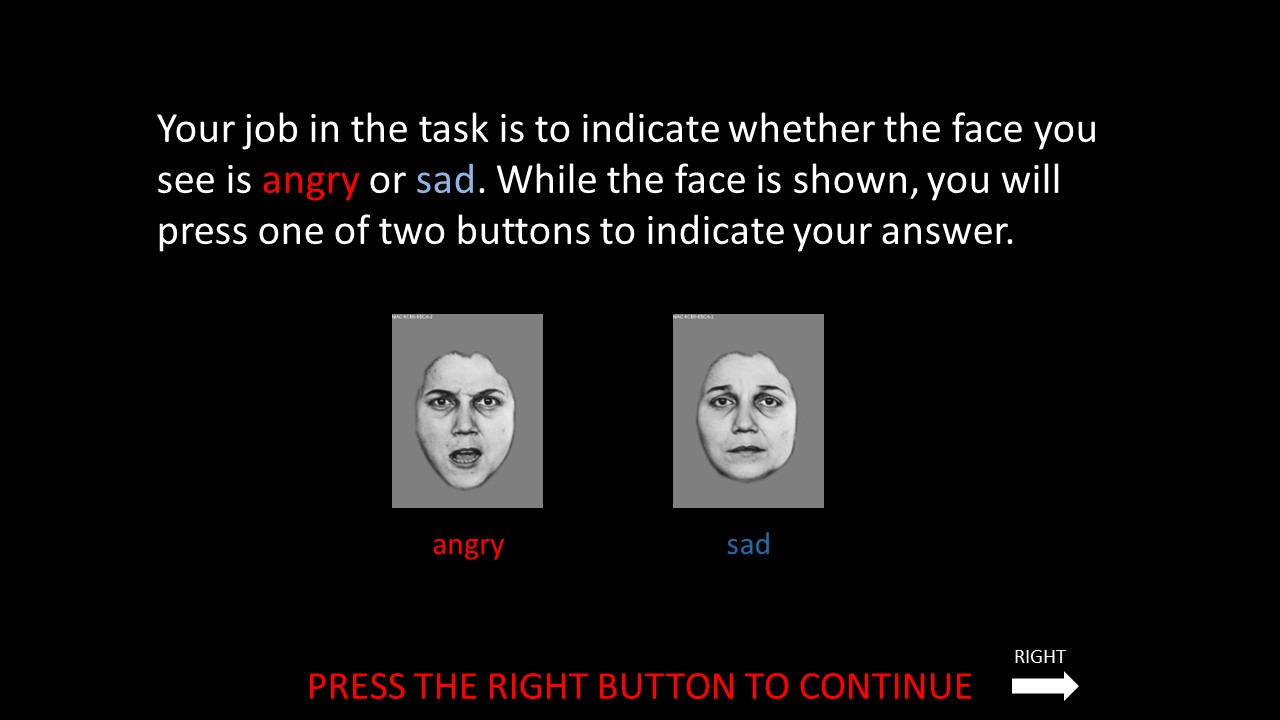 Your job in the task is to indicate whether the face you
see is angry or sad. While the face is shown, you will
press one of two buttons to indicate your answer.
angry
sad
RIGHT
PRESS THE RIGHT BUTTON TO CONTINUE